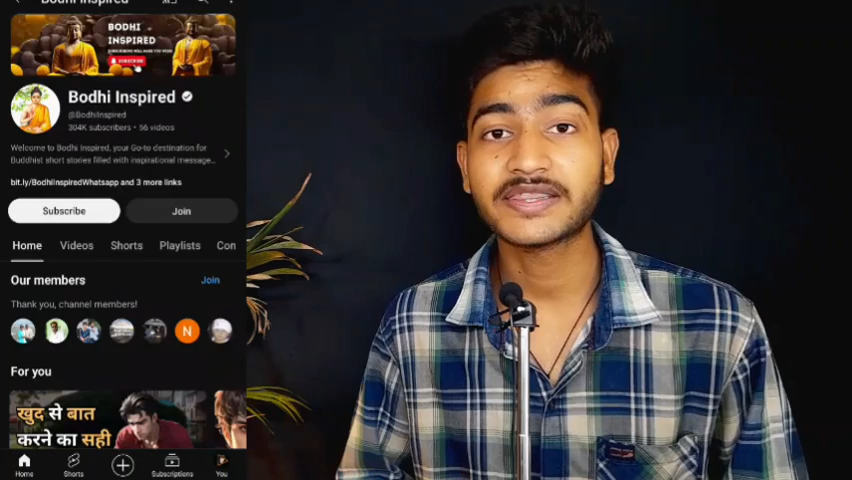 Bodhi Inspired
BODHI
INSPIRED
SUBSCRIBE
Bodhi Inspired
@BodhiInspired
304K subscribers • 56 videos
Welcome to Bodhi Inspired, your Go-to destination for
Buddhist short stories filled with inspirational message...
bit.ly/BodhiInspiredWhatsapp and 3 more links
Subscribe
Join
Home
Videos
Shorts
Playlists
Con
Our members
Join
Thank you, channel members!
N
For you
खुद से बात
करने का सही
Home
Shorts
Subscriptions
You